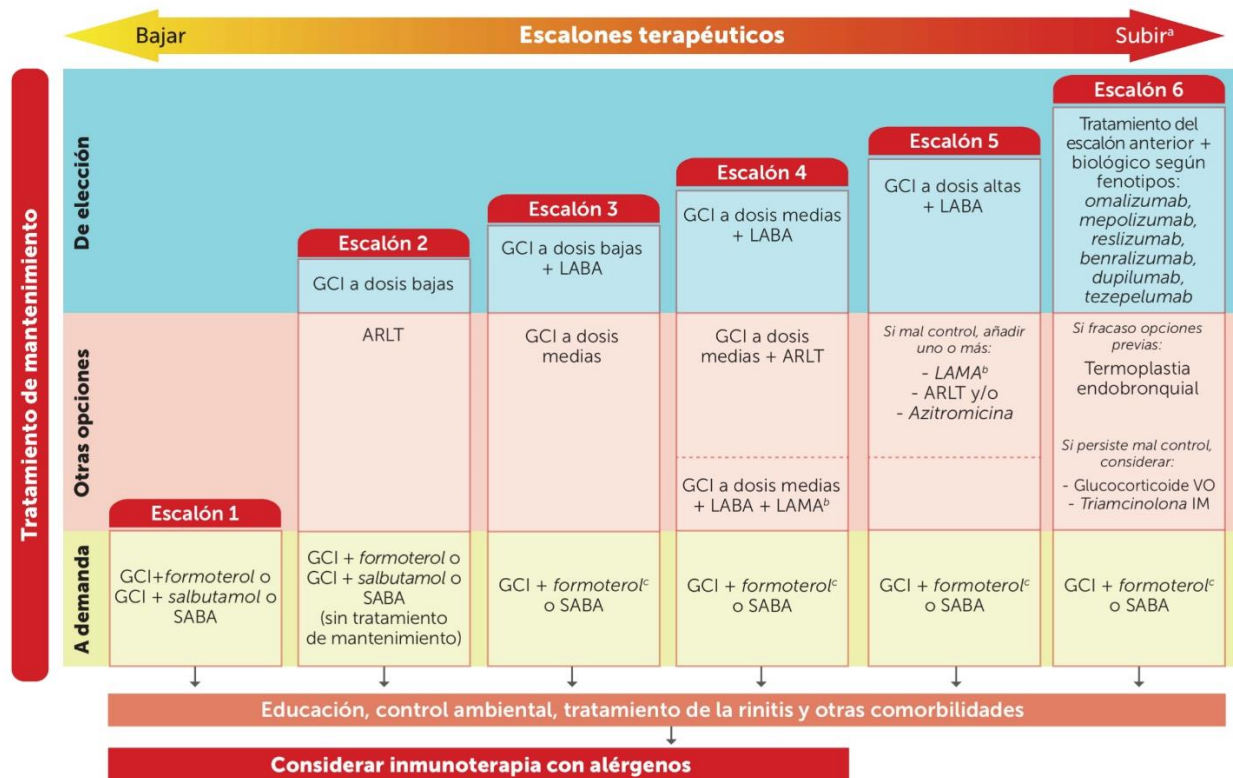 Bajar
Escalones terapéuticos
Subirª
Tratamiento de mantenimiento
De elección
Otras opciones
A demanda
Escalón 1
GCI+formoterol o
GCI + salbutamol o
SABA
Escalón 2
GCI a dosis bajas
ARLT
GCI + formoterol o
GCI + salbutamol o
SABA
(sin tratamiento
de mantenimiento)
Escalón 3
GCI a dosis bajas
+ LABA
GCI a dosis
medias
GCI + formoterolᶜ
o SABA
Escalón 4
GCI a dosis medias
+ LABA
GCI a dosis
medias + ARLT
GCI a dosis medias
+ LABA + LAMAᵇ
GCI + formoterolᶜ
o SABA
Escalón 5
GCI a dosis altas
+ LABA
Si mal control, añadir
uno o más:
- LAMAᵇ
- ARLT y/o
- Azitromicina
GCI + formoterolᶜ
o SABA
Escalón 6
Tratamiento del
escalón anterior +
biológico según
fenotipos:
omalizumab,
mepolizumab,
reslizumab,
benralizumab,
dupilumab,
tezepelumab
Si fracaso opciones
previas:
Termoplastia
endobronquial
Si persiste mal control,
considerar:
- Glucocorticoide VO
- Triamcinolona IM
GCI + formoterolᶜ
o SABA
Educación, control ambiental, tratamiento de la rinitis y otras comorbilidades
Considerar inmunoterapia con alérgenos